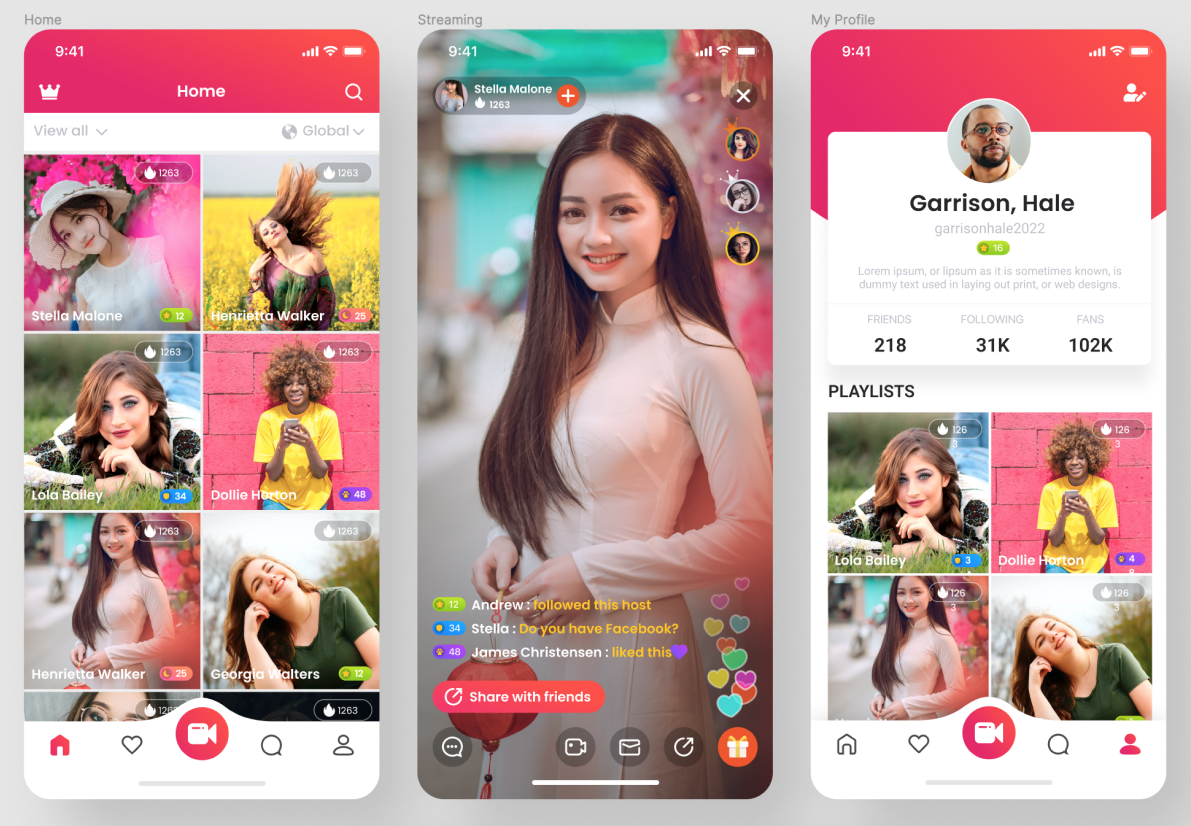 Home
9:41
Home
View all
Global
1263
1263
Stella Malone
12
Henrietta Walker
25
1263
1263
Lola Bailey
34
Dollie Horton
48
1263
1263
Henrietta Walker
25
Georgia Walters
12
1263
1263
Streaming
9:41
Stella Malone
1263
12 Andrew : followed this host
34 Stella : Do you have Facebook?
48 James Christensen : liked this
Share with friends
My Profile
9:41
Garrison, Hale
garrisonhale2022
16
Lorem ipsum, or lipsum as it is sometimes known, is
dummy text used in laying out print, or web designs.
FRIENDS FOLLOWING FANS
218 31K 102K
PLAYLISTS
126
3
126
3
Lola Bailey
3
Dollie Horton
4
126
3
126
3